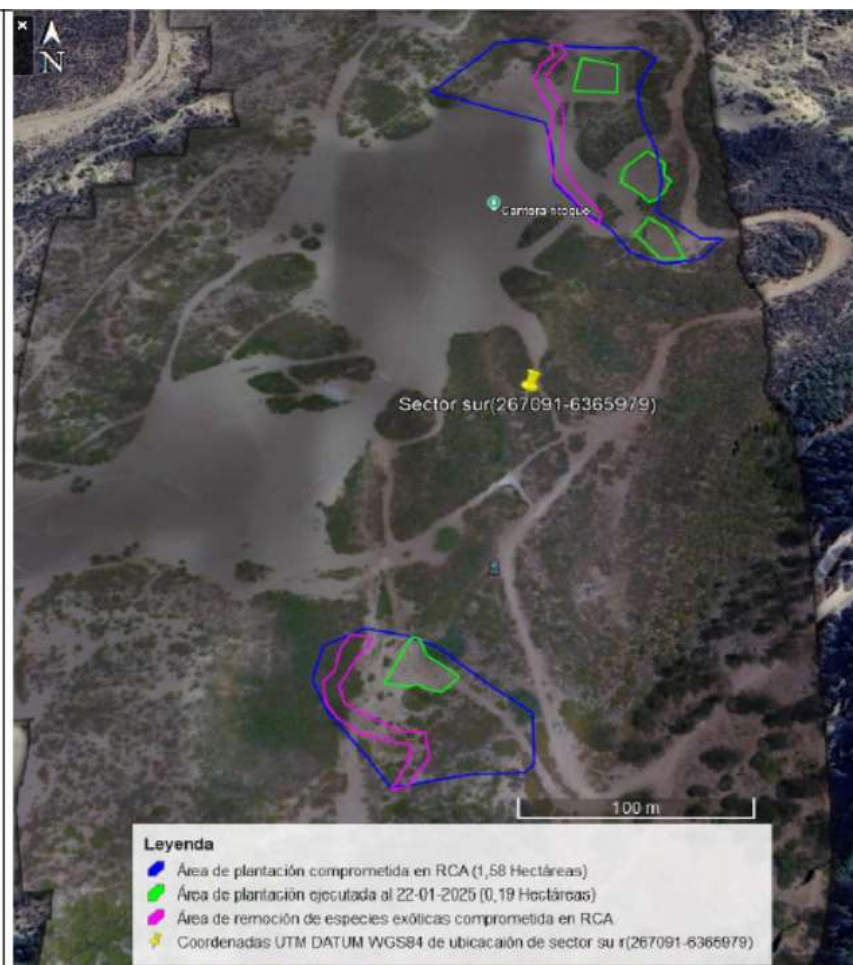 N
Sector sur(267091-6365979)
100 m
Leyenda
Área de plantación comprometida en RCA (1,58 Hectáreas)
Área de plantación ejecutada al 22-01-2025 (0,19 Hectáreas)
Área de remoción de especies exóticas comprometida en RCA
Coordenadas UTM DATUM WGS84 de ubicacaión de sector su r(267091-6365979)